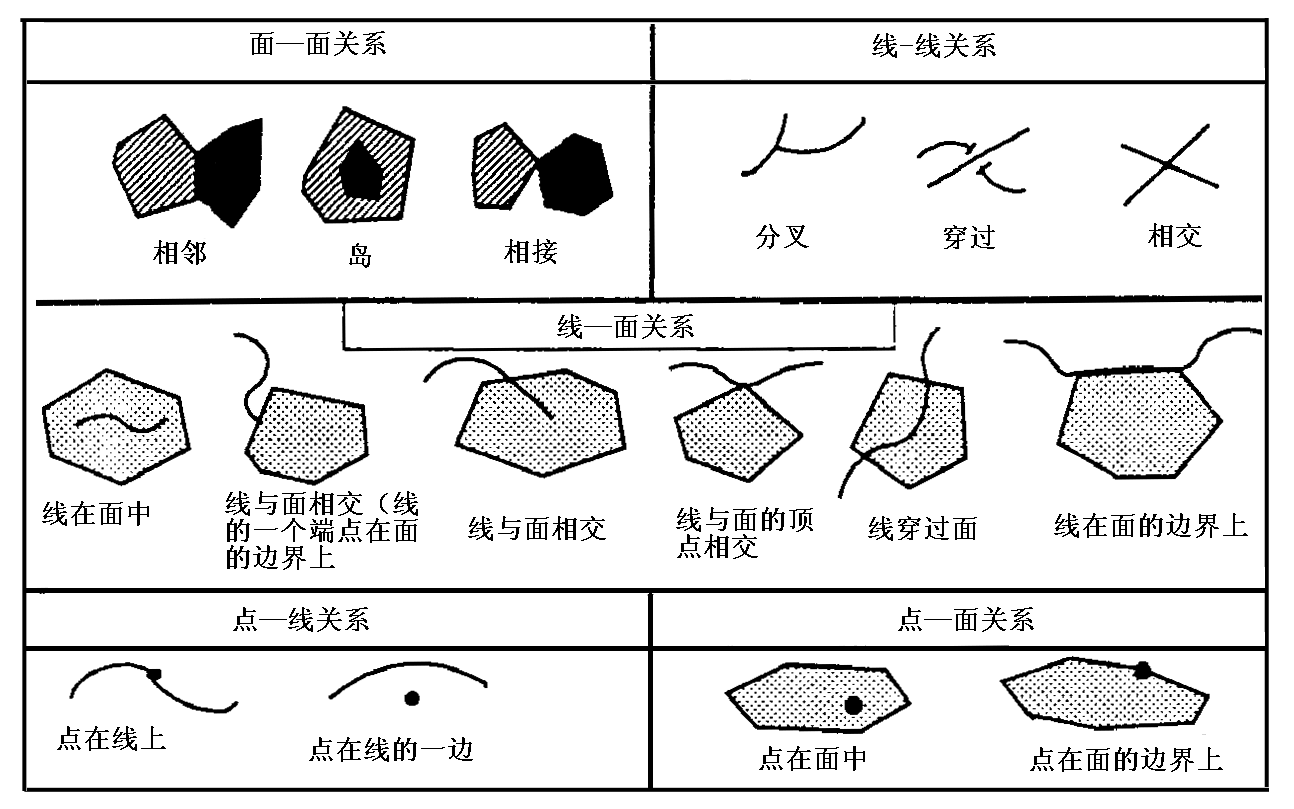 面—面关系
线-线关系
相邻
岛
相接
分叉
穿过
相交
线—面关系
线在面中
线与面相交（线
的一个端点在面
的边界上
线与面相交
线与面的顶
点相交
线穿过面
线在面的边界上
点—线关系
点—面关系
点在线上
点在线的一边
点在面中
点在面的边界上